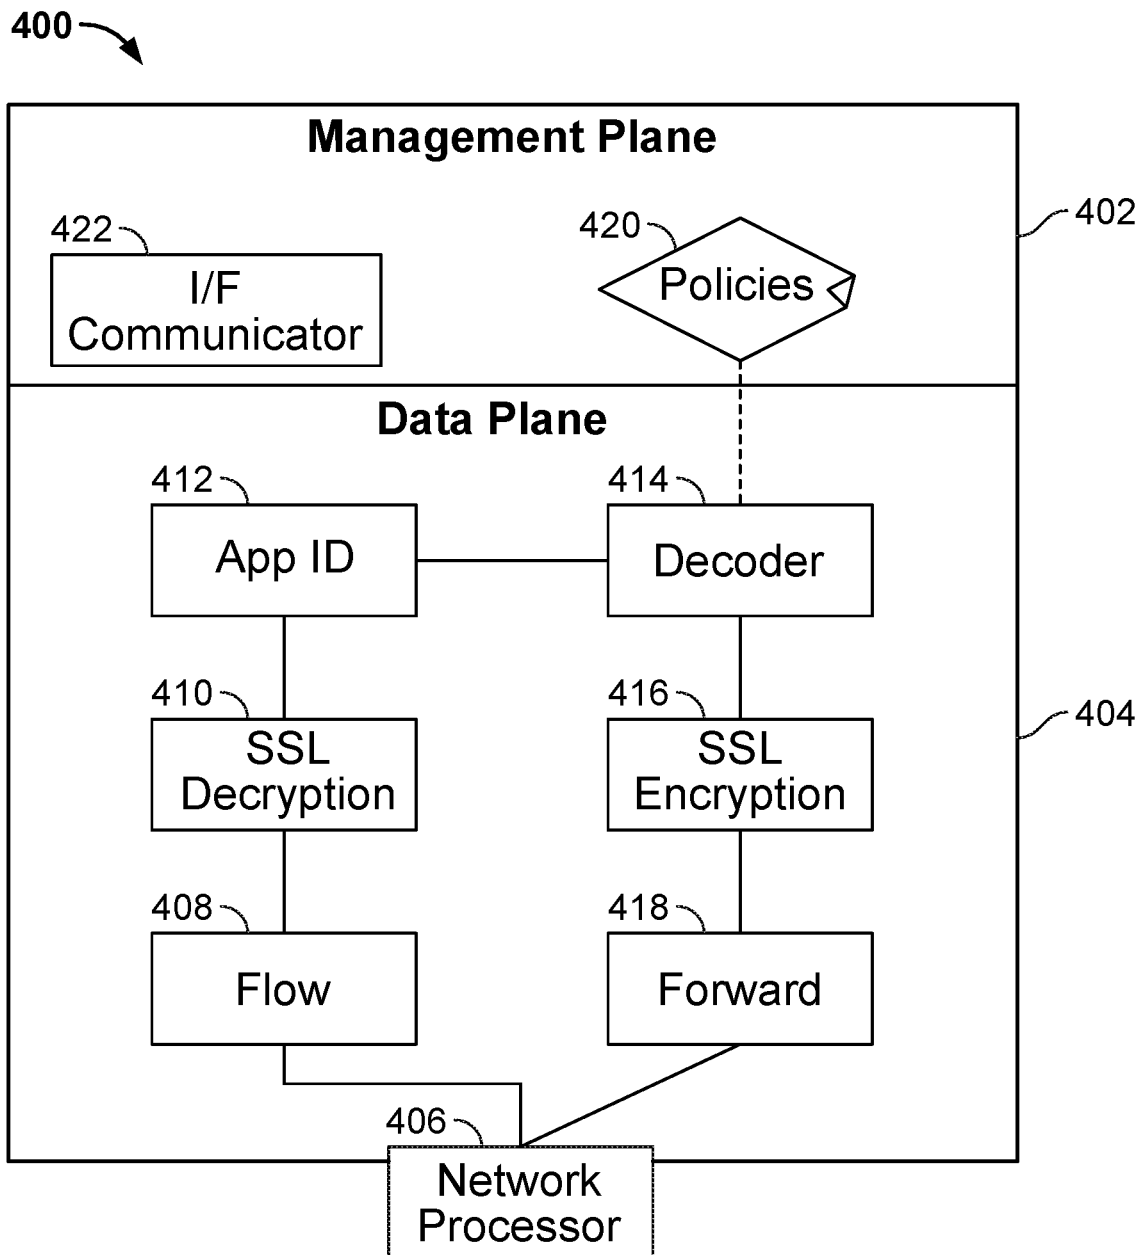 400
Management Plane
402
422
420
I/F
Communicator
Policies
Data Plane
412
414
App ID
Decoder
410
416
404
SSL
Decryption
SSL
Encryption
408
418
Flow
Forward
406
Network
Processor